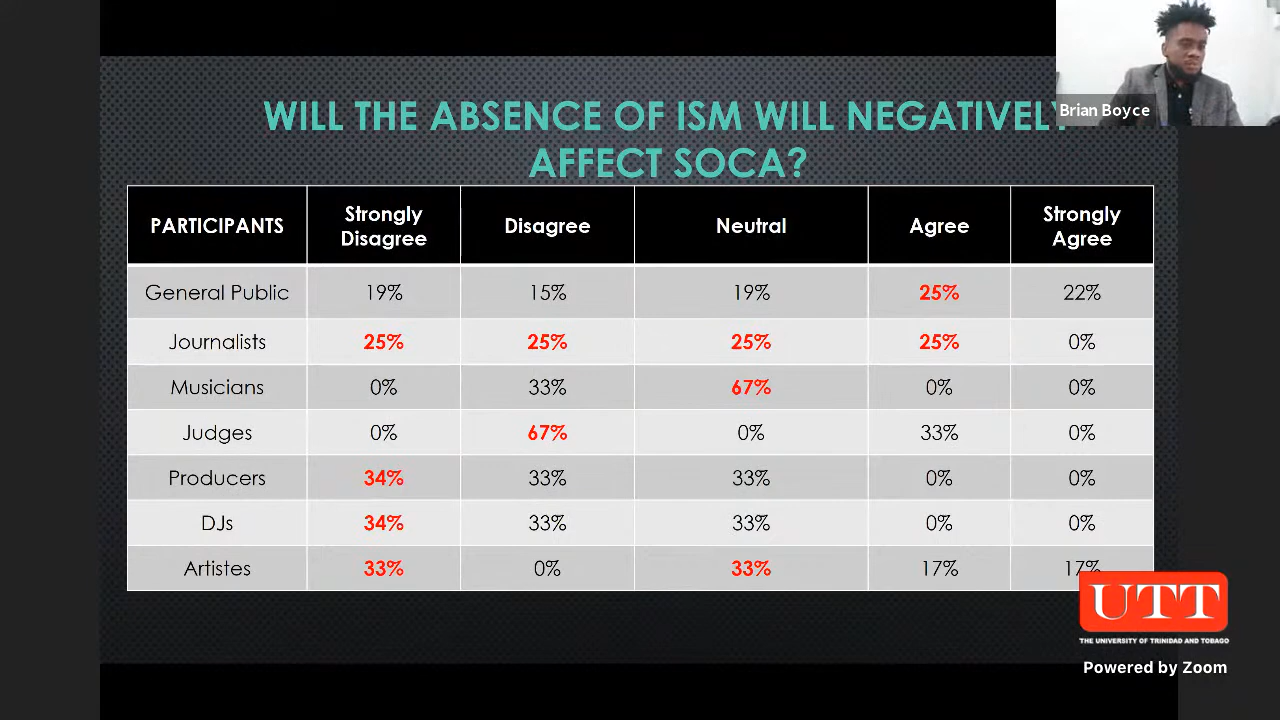 WILL THE ABSENCE OF ISM WILL NEGATIVELY
AFFECT SOCA?
Brian Boyce
PARTICIPANTS Strongly Disagree Disagree Neutral Agree Strongly Agree
General Public 19% 15% 19% 25% 22%
Journalists 25% 25% 25% 25% 0%
Musicians 0% 33% 67% 0% 0%
Judges 0% 67% 0% 33% 0%
Producers 34% 33% 33% 0% 0%
DJs 34% 33% 33% 0% 0%
Artistes 33% 0% 33% 17% 17%
UTT
THE UNIVERSITY OF TRINIDAD AND TOBAGO
Powered by Zoom